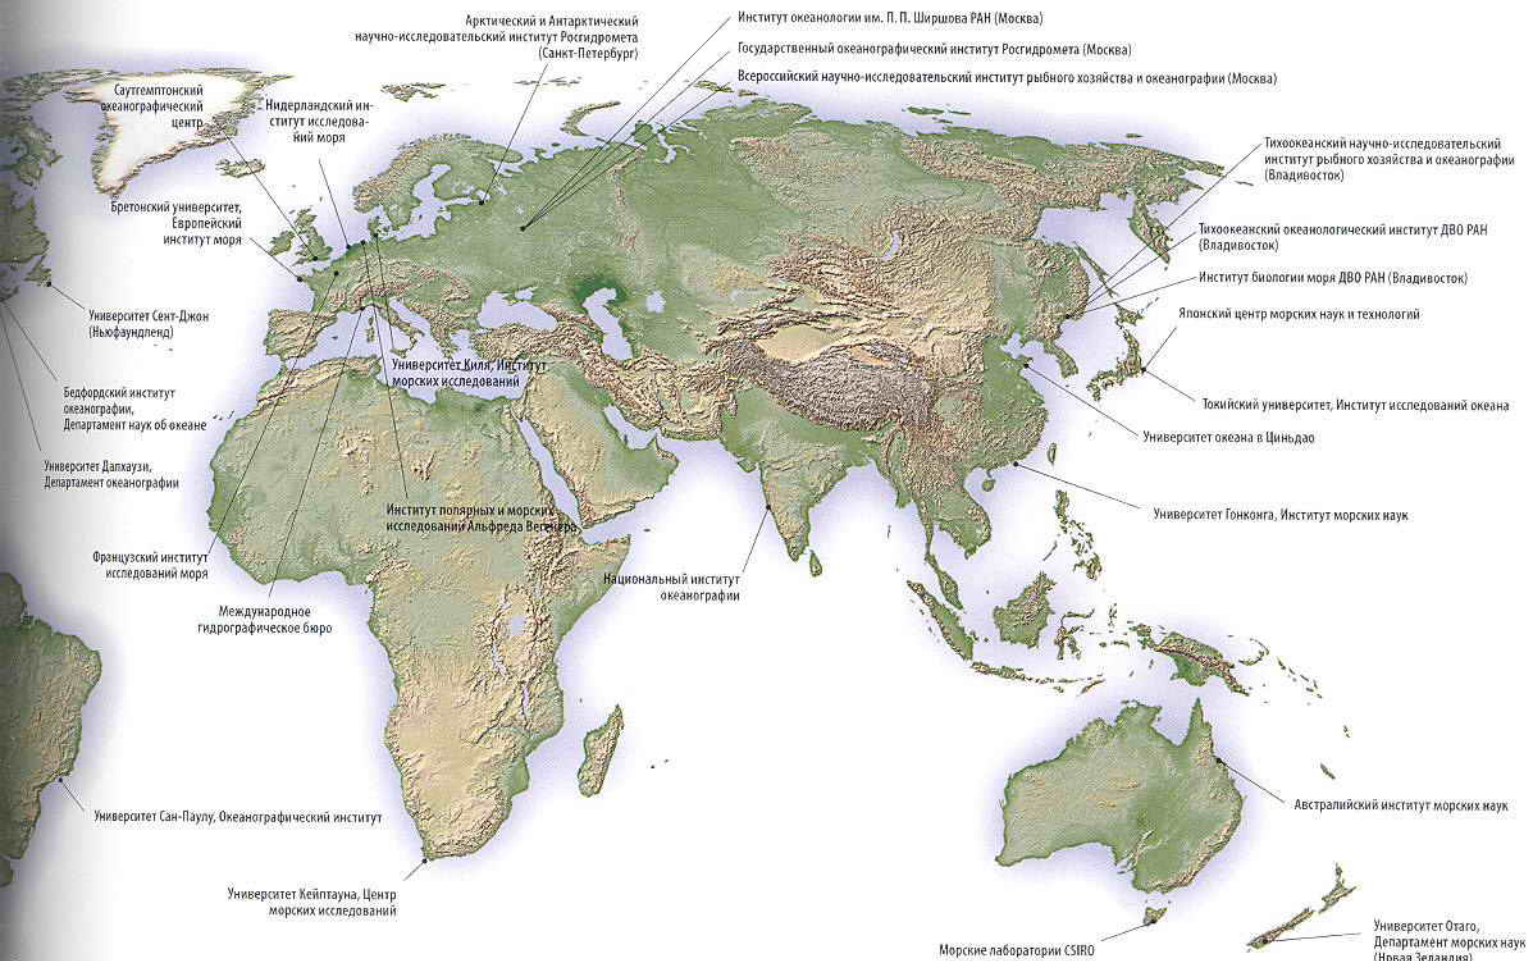 Арктический и Антарктический
научно-исследовательский институт Росгидромета
(Санкт-Петербург)
Институт океанологии им. П. П. Ширшова РАН (Москва)
Государственный океанографический институт Росгидромета (Москва)
Всероссийский научно-исследовательский институт рыбного хозяйства и океанографии (Москва)
Саутгемптонский
океанографический
центр
Нидерландский ин-
ститут исследова-
ний моря
Тихоокеанский научно-исследовательский
институт рыбного хозяйства и океанографии
(Владивосток)
Бретонский университет,
Европейский
институт моря
Тихоокеанский океанологический институт ДВО РАН
(Владивосток)
Институт биологии моря ДВО РАН (Владивосток)
Университет Сент-Джон
(Ньюфаундленд)
Японский центр морских наук и технологий
Университет Киля, Институт
морских исследований
Бедфордский институт
океанографии,
Департамент наук об океане
Токийский университет, Институт исследований океана
Университет океана в Циньдао
Университет Далхаузи,
Департамент океанографии
Институт полярных и морских
исследований Альфреда Вегенера
Университет Гонконга, Институт морских наук
Французский институт
исследований моря
Национальный институт
океанографии
Международное
гидрографическое бюро
Университет Сан-Паулу, Океанографический институт
Австралийский институт морских наук
Университет Кейптауна, Центр
морских исследований
Морские лаборатории CSIRO
Университет Отаго,
Департамент морских наук
(Новая Зеландия)